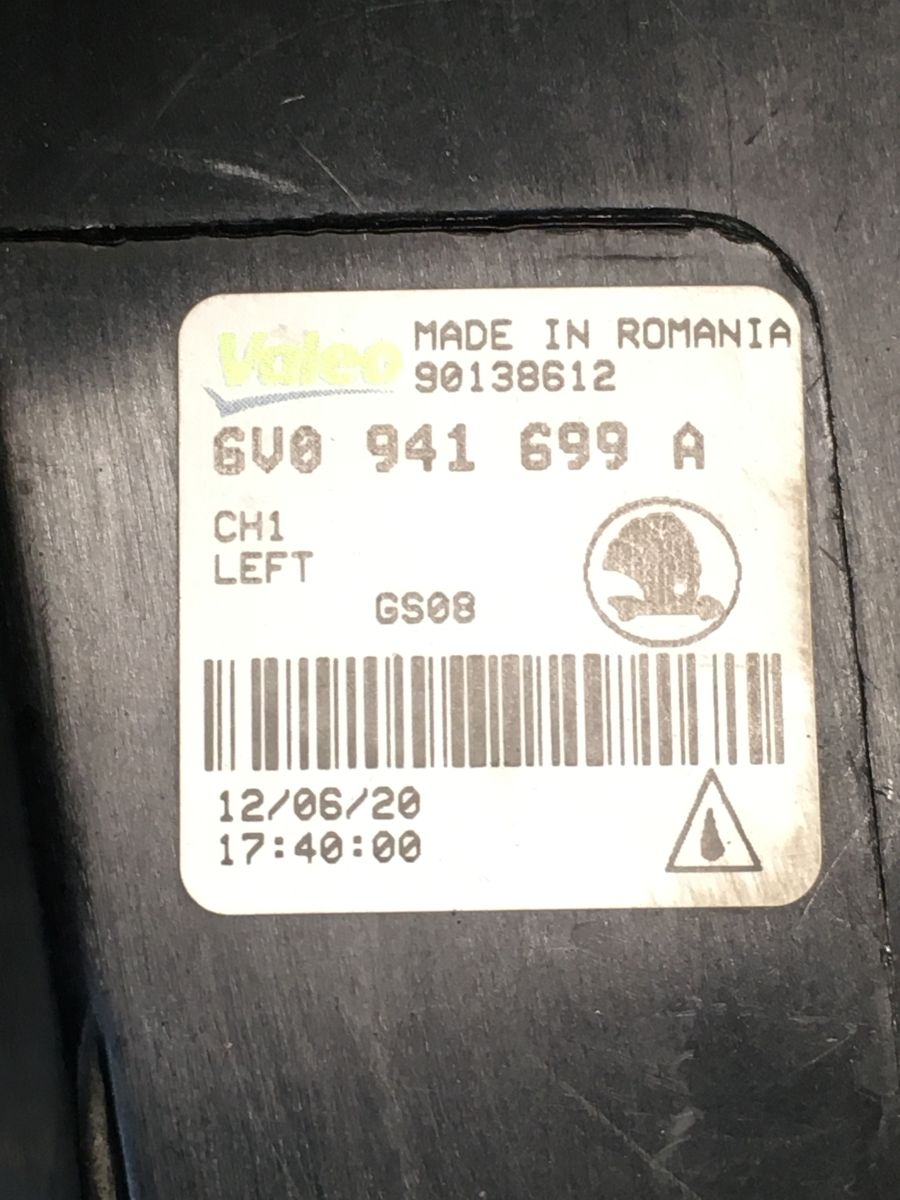 Valeo
MADE IN ROMANIA
90138612
6V0 941 699 A
CH1
LEFT
GS08
12/06/20
17:40:00